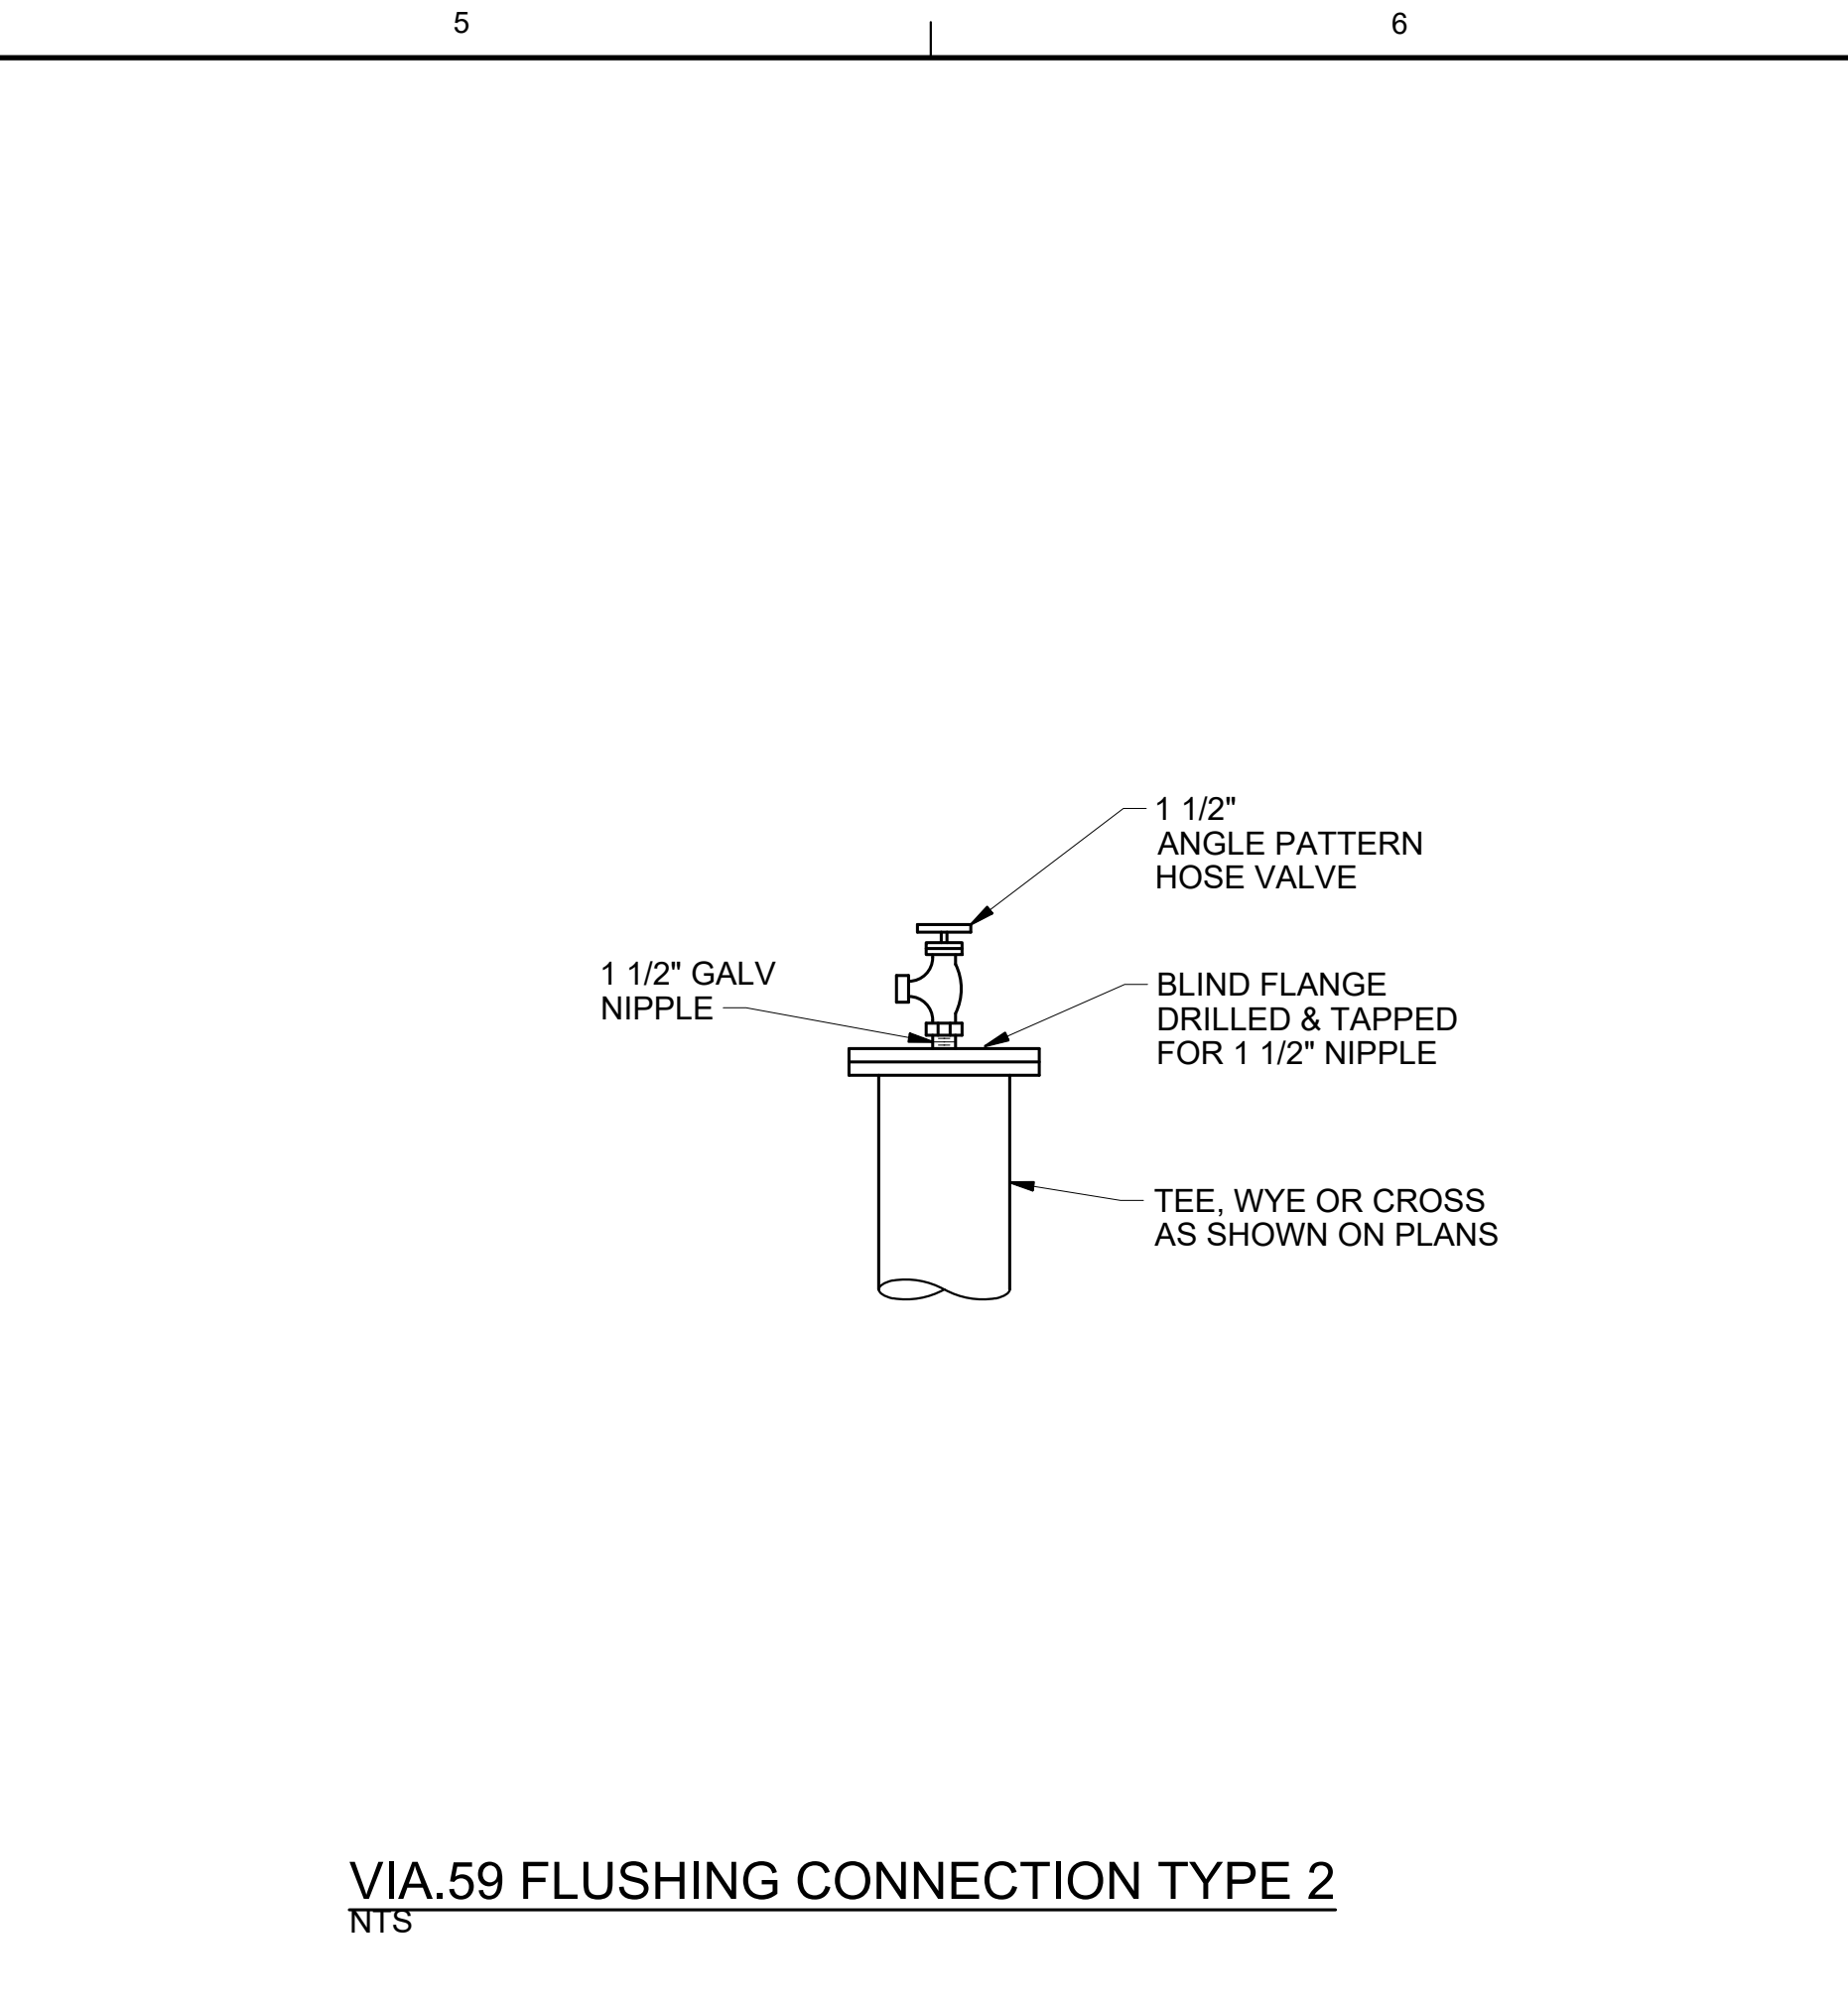 5
6
1 1/2"
ANGLE PATTERN
HOSE VALVE
1 1/2" GALV
NIPPLE
BLIND FLANGE
DRILLED & TAPPED
FOR 1 1/2" NIPPLE
TEE, WYE OR CROSS
AS SHOWN ON PLANS
VIA.59 FLUSHING CONNECTION TYPE 2
NTS